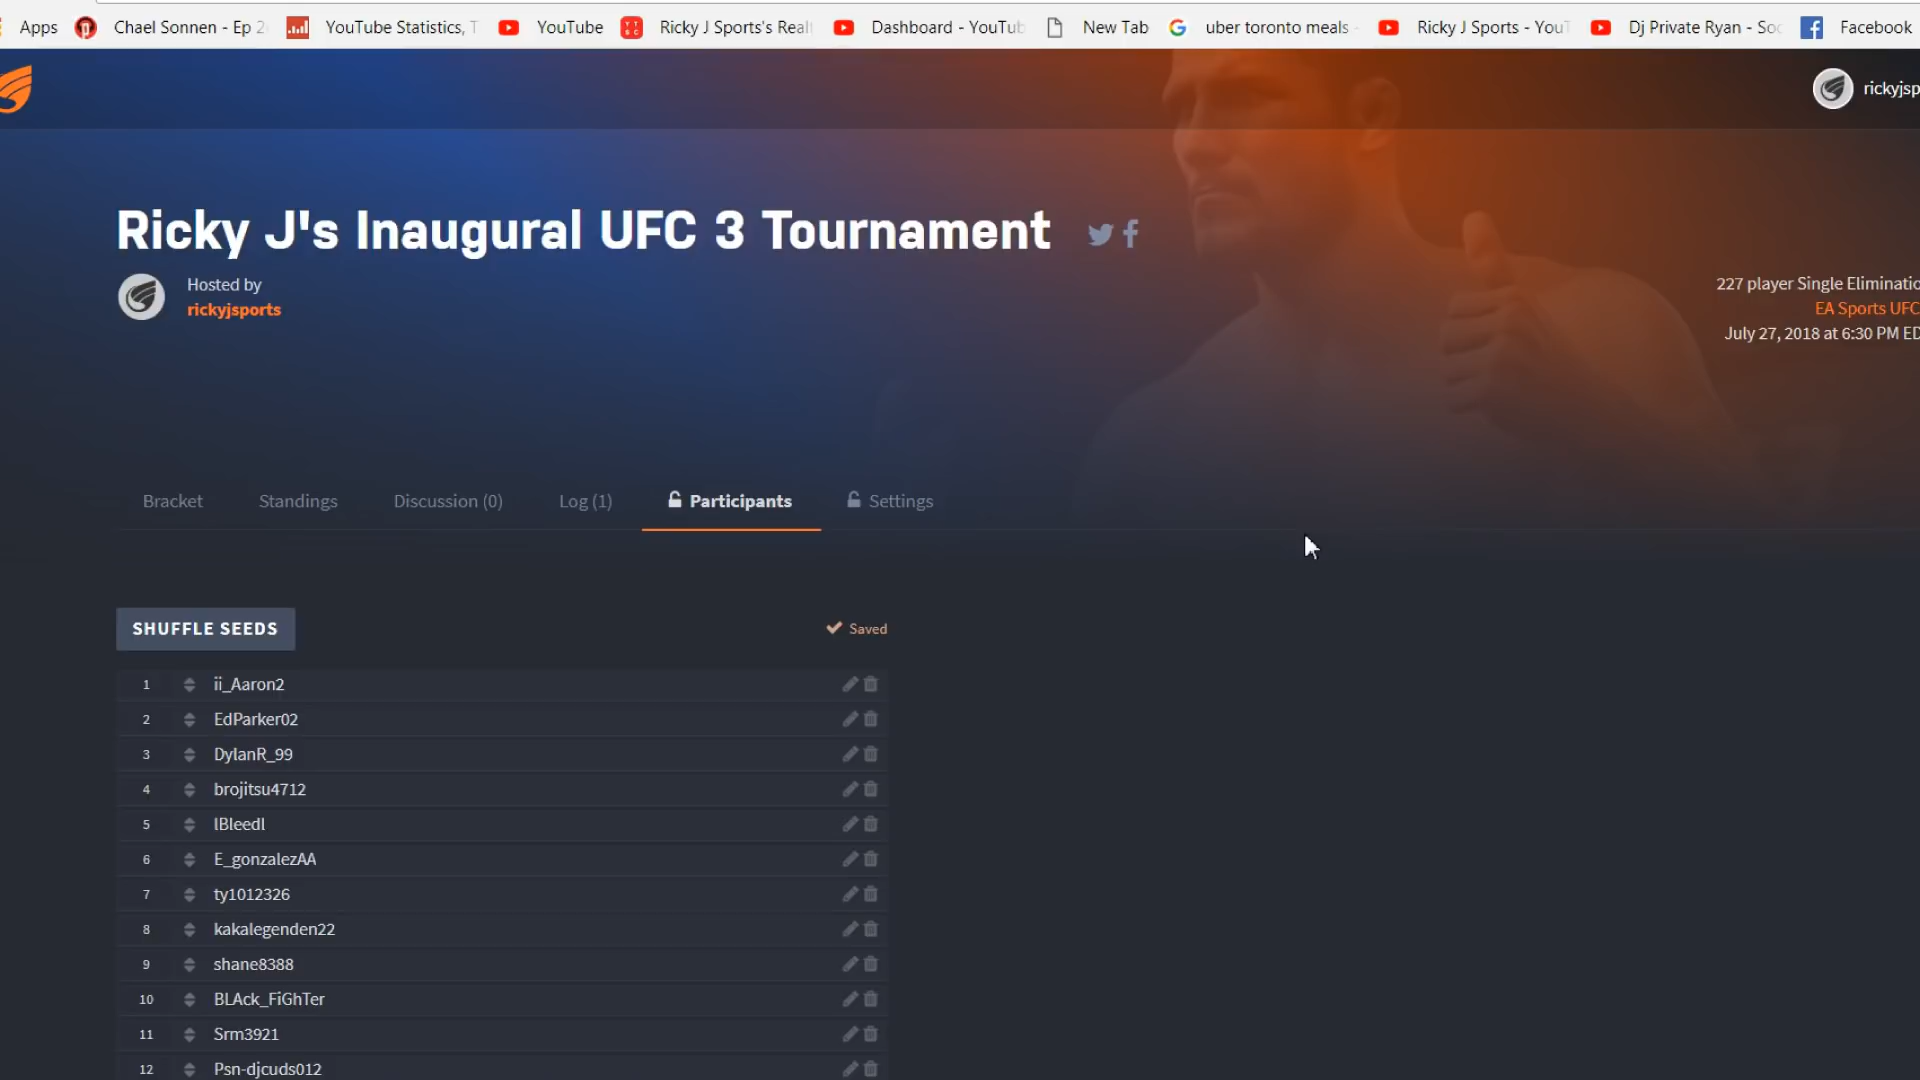 Apps Chael Sonnen - Ep 2 YouTube Statistics, T YouTube Ricky J Sports's Real Dashboard - YouTub New Tab uber toronto meals - Ricky J Sports - YouT Dj Private Ryan - Soc Facebook
rickyjsp
Ricky J's Inaugural UFC 3 Tournament
Hosted by
rickyjsports
227 player Single Eliminatio
EA Sports UFC
July 27, 2018 at 6:30 PM ED
Bracket Standings Discussion (0) Log (1) Participants Settings
SHUFFLE SEEDS Saved
1 ii_Aaron2
2 EdParker02
3 DylanR_99
4 brojitsu4712
5 lBleedl
6 E_gonzalezAA
7 ty1012326
8 kakalegenden22
9 shane8388
10 BLAck_FiGhTer
11 Srm3921
12 Psn-djcuds012